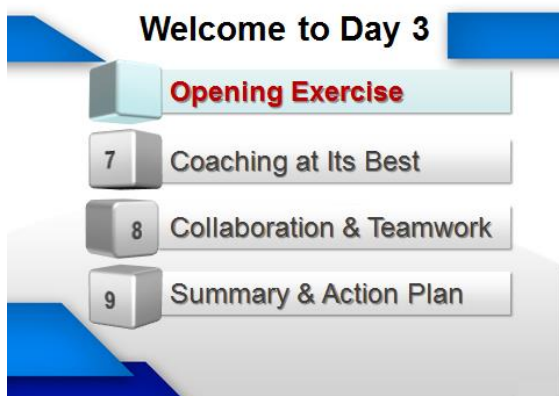 Welcome to Day 3
Opening Exercise
7 Coaching at Its Best
8 Collaboration & Teamwork
9 Summary & Action Plan